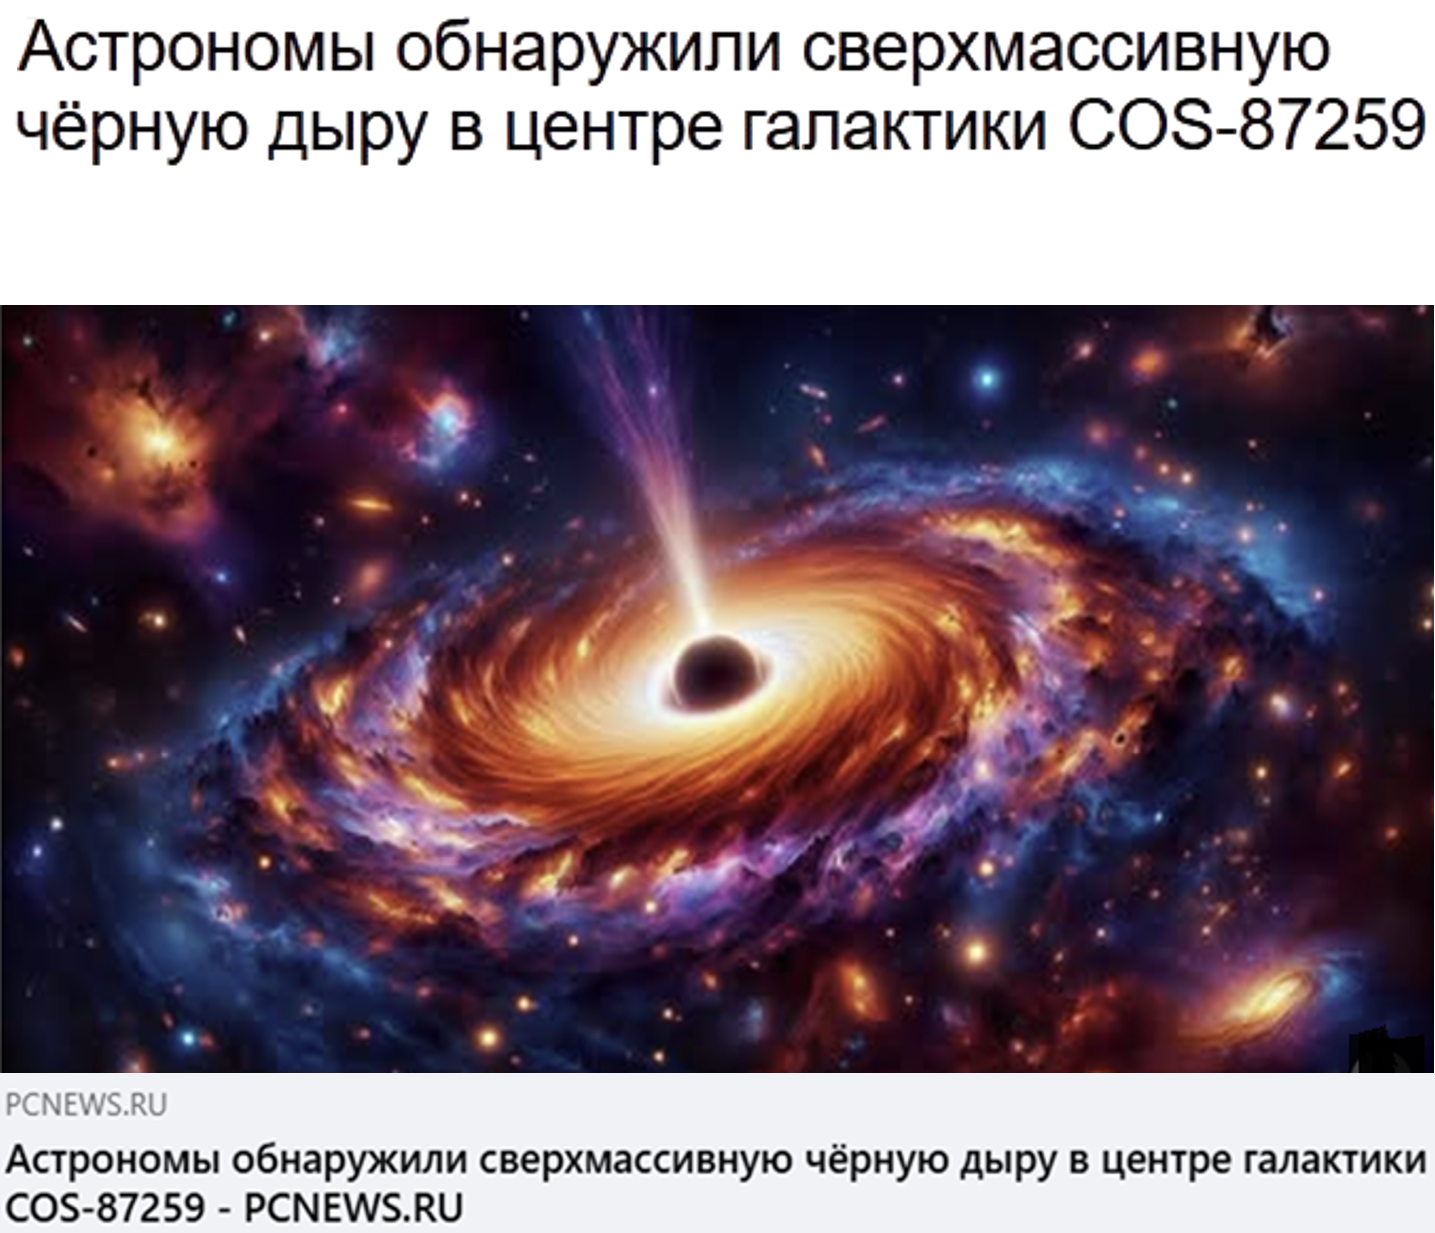 Астрономы обнаружили сверхмассивную
чёрную дыру в центре галактики COS-87259
PCNEWS.RU
Астрономы обнаружили сверхмассивную чёрную дыру в центре галактики
COS-87259 - PCNEWS.RU